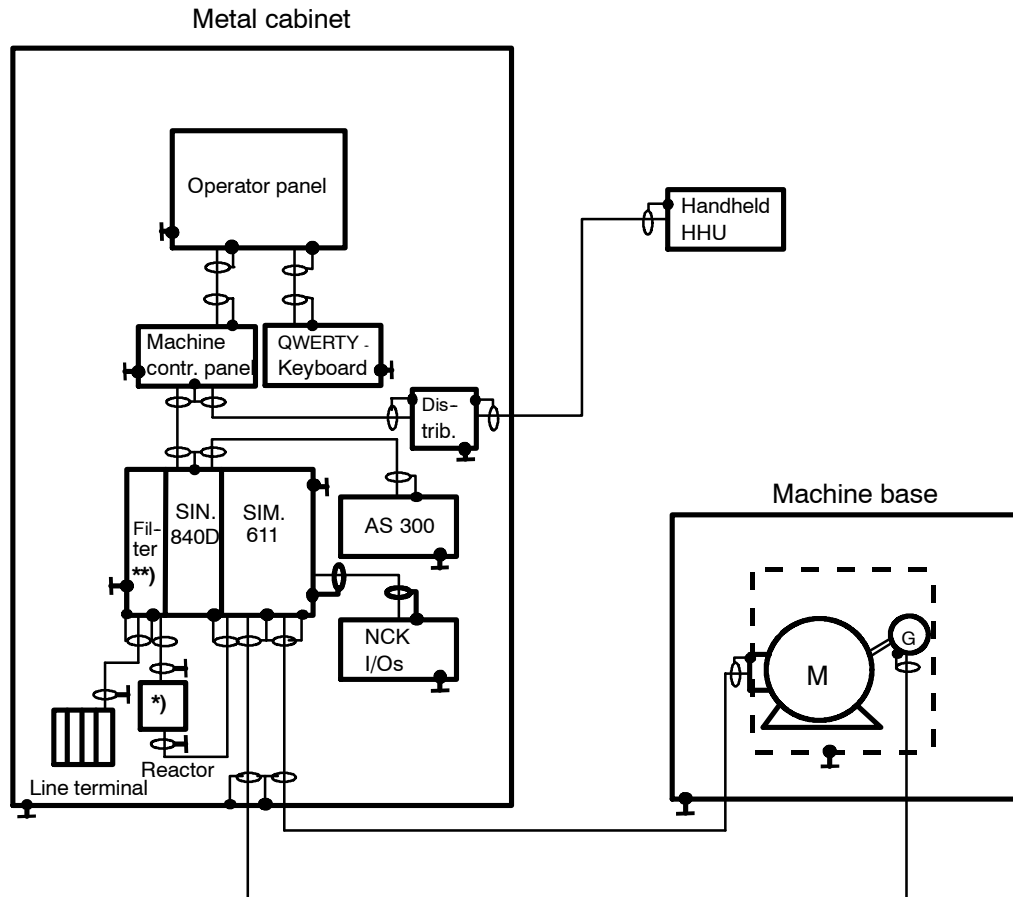 Metal cabinet
Operator panel
Handheld
HHU
Machine
contr. panel
QWERTY -
Keyboard
Dis-
trib.
Fil-
ter
**)
SIN.
840D
SIM.
611
AS 300
Machine base
NCK
I/Os
M
G
*)
Reactor
Line terminal